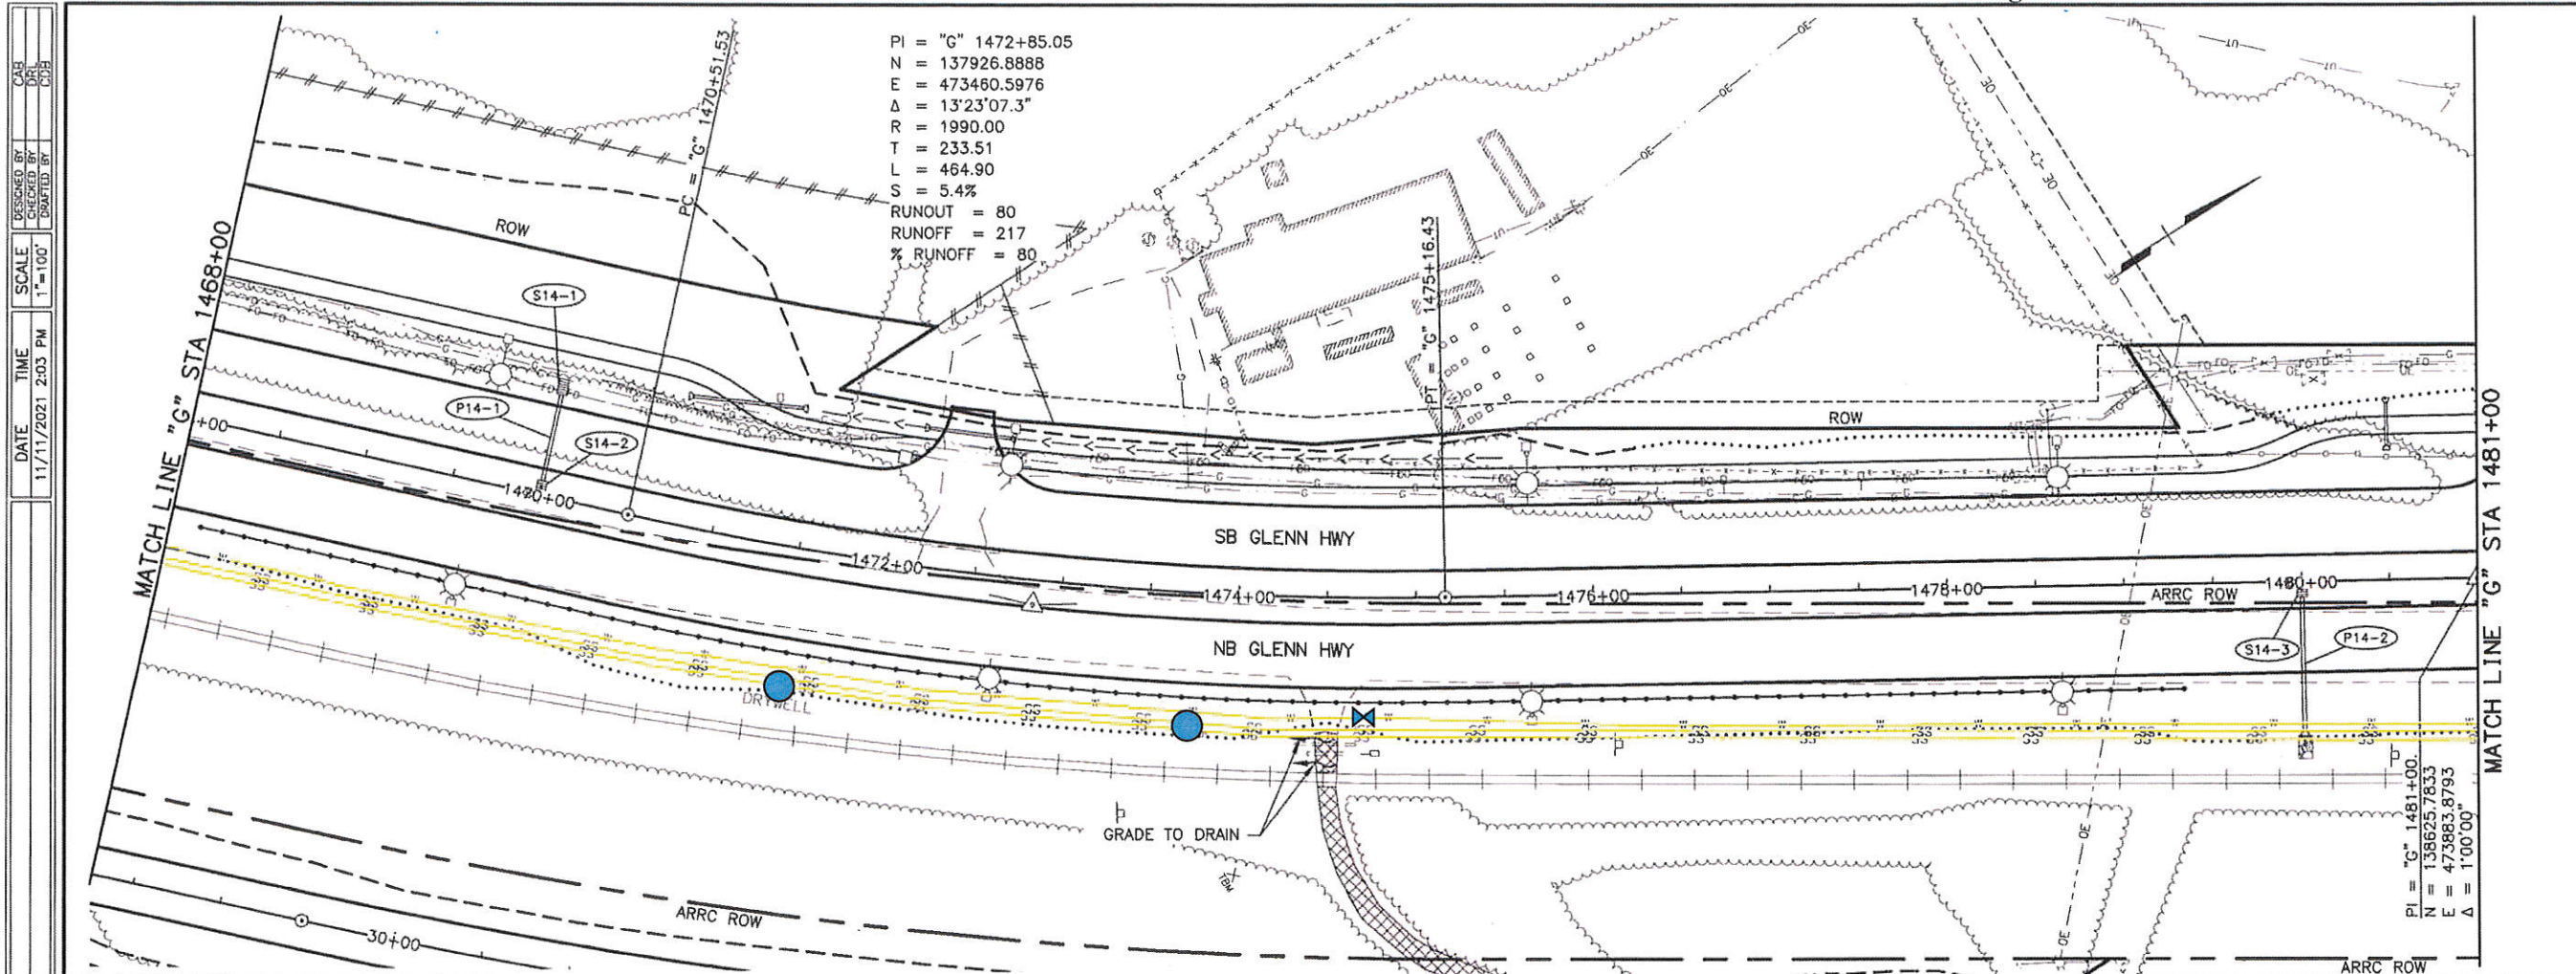 DESIGNED BY CAB
CHECKED BY DRL
DRAFTED BY CDB
SCALE
1"=100'
DATE TIME
11/11/2021 2:03 PM
MATCH LINE "G" STA 1468+00
PC = "G" 1470+51.53
PI = "G" 1472+85.05
N = 137926.8888
E = 473460.5976
Δ = 13°23'07.3"
R = 1990.00
T = 233.51
L = 464.90
S = 5.4%
RUNOUT = 80
RUNOFF = 217
% RUNOFF = 80
ROW
S14-1
P14-1
S14-2
PT = "G" 1475+16.43
ROW
+00
1470+00
1472+00
1474+00
1476+00
1478+00
1480+00
SB GLENN HWY
ARRC ROW
NB GLENN HWY
S14-3
P14-2
DRYWELL
MATCH LINE "G" STA 1481+00
GRADE TO DRAIN
TBM
PI = "G" 1481+00.
N = 138625.7833
E = 473883.8793
Δ = 1°00'00"
ARRC ROW
30+00
ARRC ROW